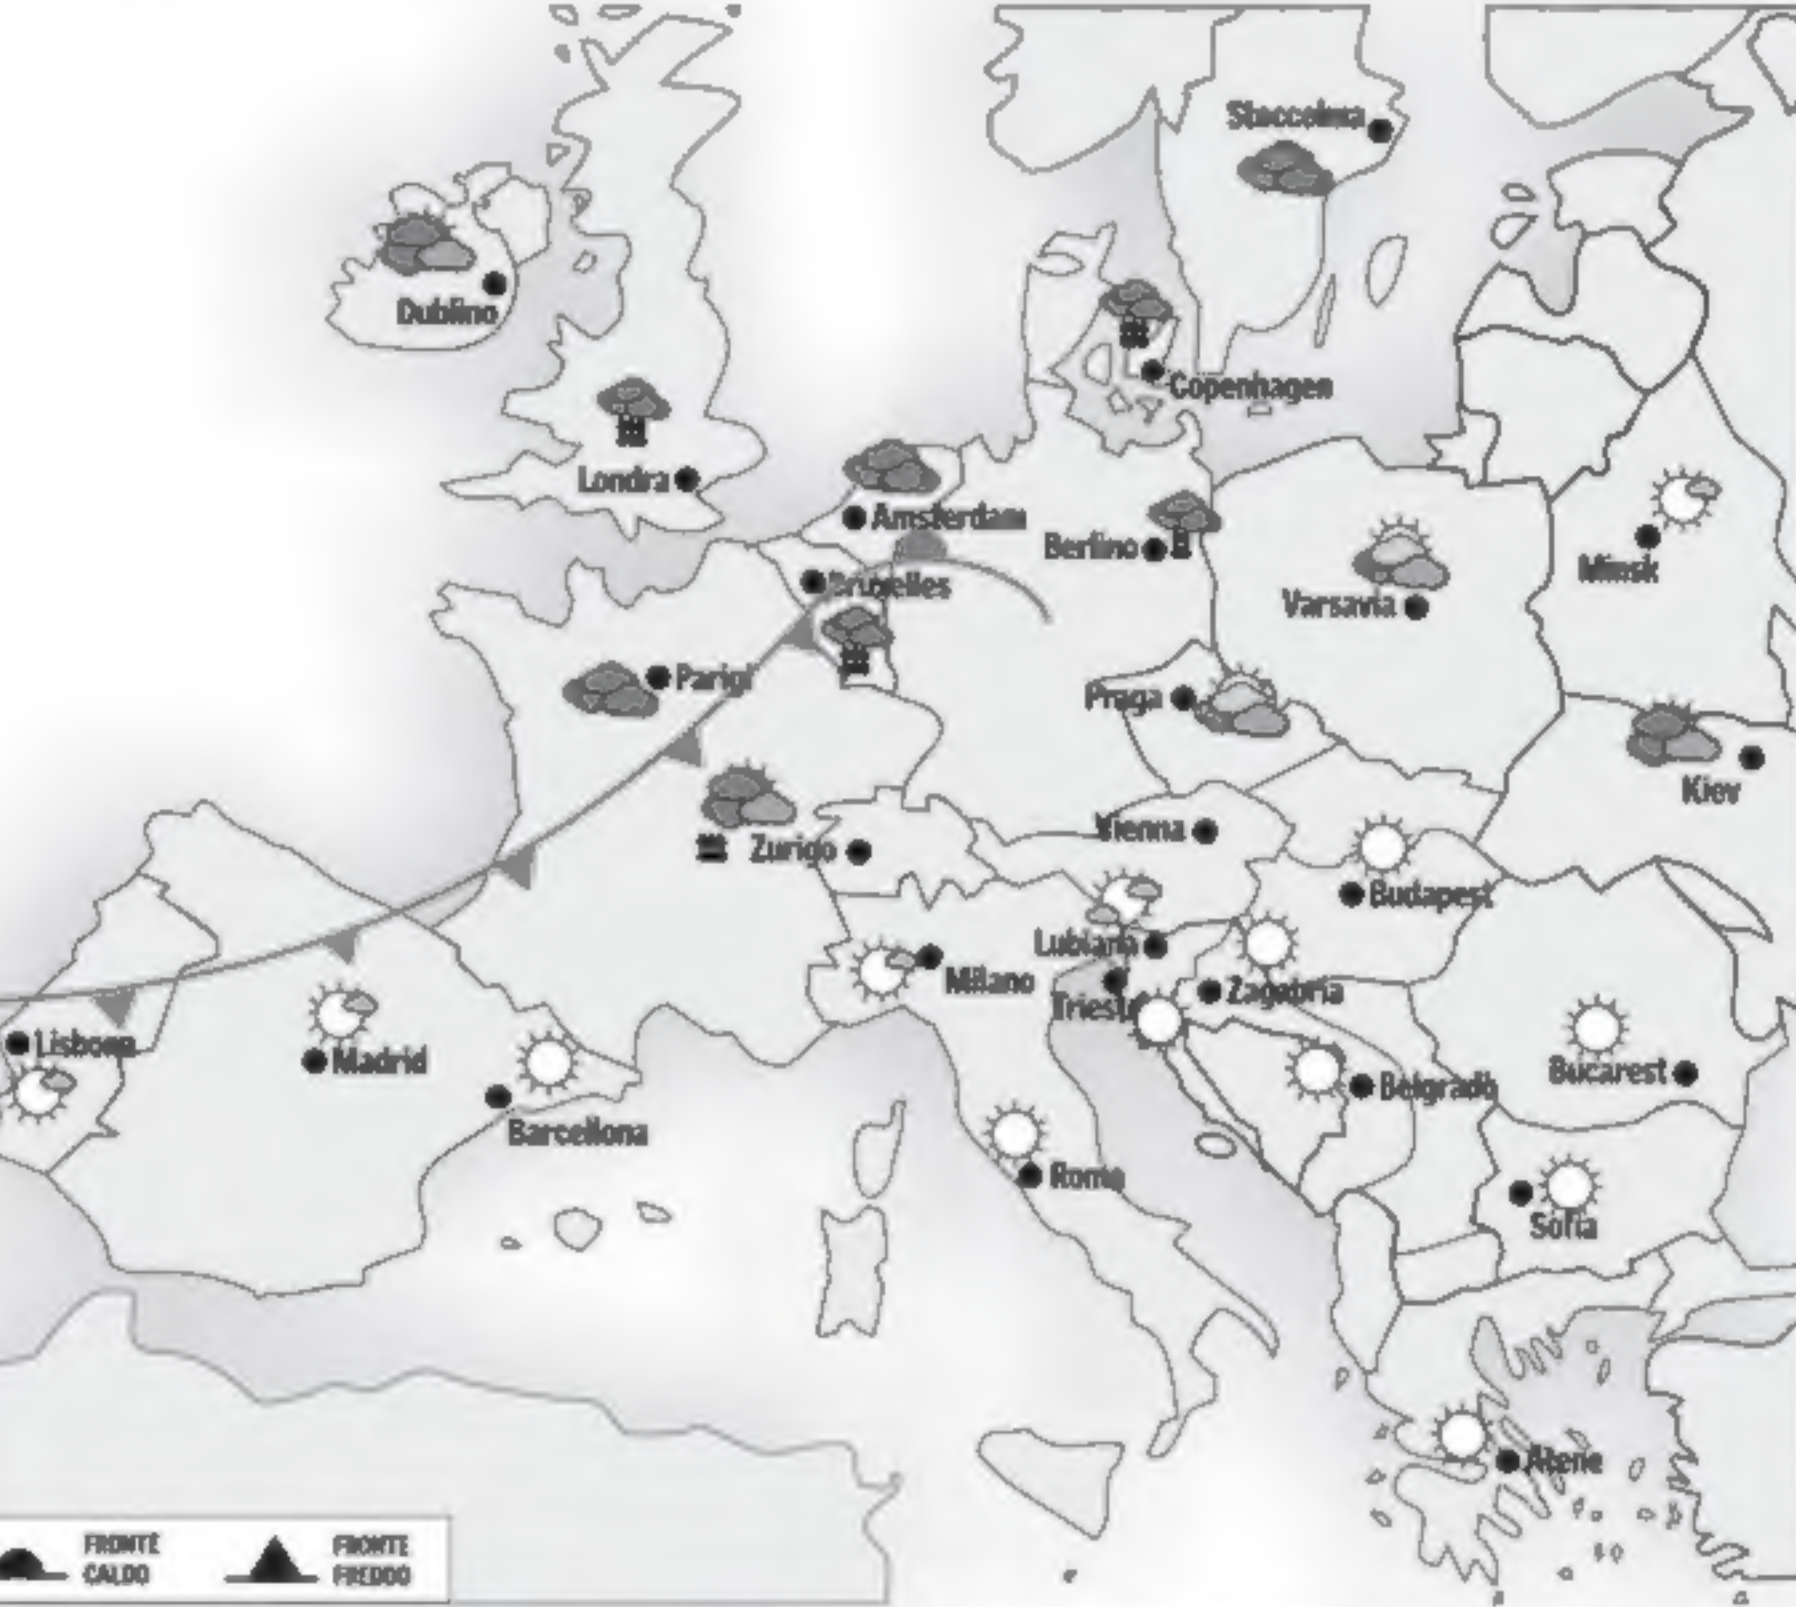 Stoccolma
Dublino
Copenhagen
Londra
Amsterdam
Berlino
Bruxelles
Minsk
Varsavia
Parigi
Praga
Kiev
Vienna
Zurigo
Budapest
Lubiana
Milano
Zagabria
Trieste
Lisbona
Madrid
Bucarest
Belgrado
Barcellona
Roma
Sofia
Atene
FRONTE
CALDO
FRONTE
FREDDO